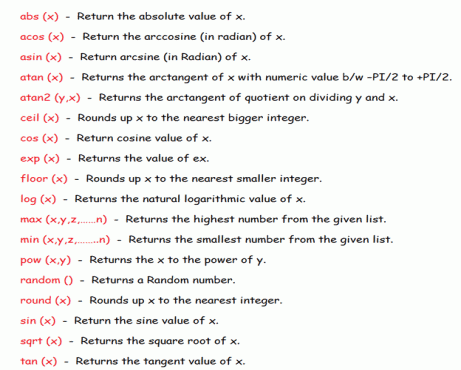 abs (x) - Return the absolute value of x.
acos (x) - Return the arccosine (in radian) of x.
asin (x) - Return arcsine (in Radian) of x.
atan (x) - Returns the arctangent of x with numeric value b/w –PI/2 to +PI/2.
atan2 (y,x) - Returns the arctangent of quotient on dividing y and x.
ceil (x) - Rounds up x to the nearest bigger integer.
cos (x) - Return cosine value of x.
exp (x) - Returns the value of ex.
floor (x) - Rounds up x to the nearest smaller integer.
log (x) - Returns the natural logarithmic value of x.
max (x,y,z,......n) - Returns the highest number from the given list.
min (x,y,z,........n) - Returns the smallest number from the given list.
pow (x,y) - Returns the x to the power of y.
random () - Returns a Random number.
round (x) - Rounds up x to the nearest integer.
sin (x) - Return the sine value of x.
sqrt (x) - Returns the square root of x.
tan (x) - Returns the tangent value of x.